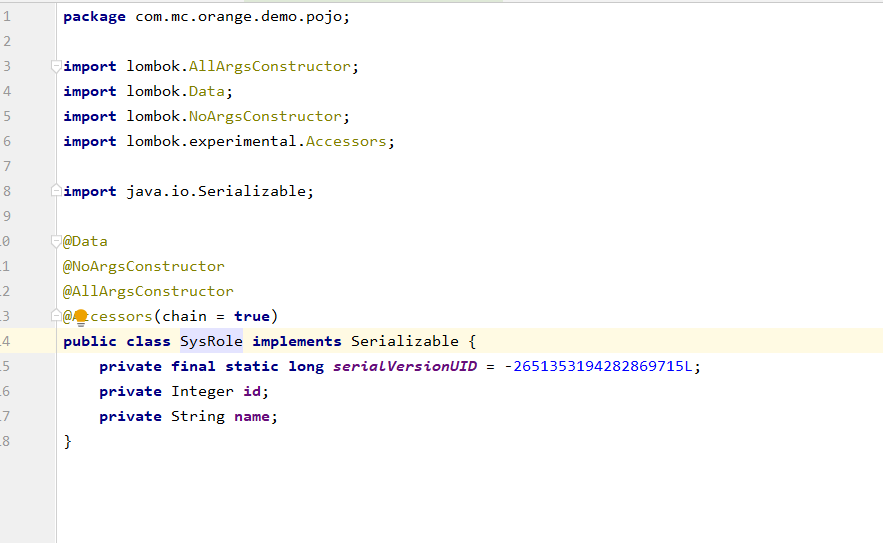 1 package com.mc.orange.demo.pojo;
2
3 import lombok.AllArgsConstructor;
4 import lombok.Data;
5 import lombok.NoArgsConstructor;
6 import lombok.experimental.Accessors;
7
8 import java.io.Serializable;
9
0 @Data
1 @NoArgsConstructor
2 @AllArgsConstructor
3 @Accessors(chain = true)
4 public class SysRole implements Serializable {
5 private final static long serialVersionUID = -2651353194282869715L;
6 private Integer id;
7 private String name;
8 }